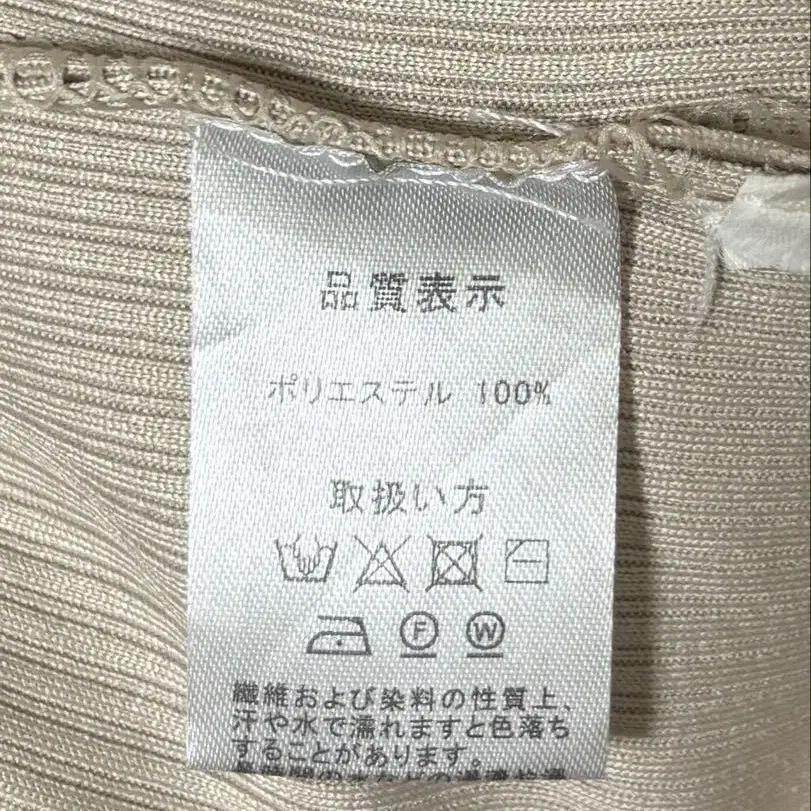 品質表示
ポリエステル 100%
取扱い方
F W
繊維および染料の性質上、
汗や水で濡れますと色落ち
することがあります。